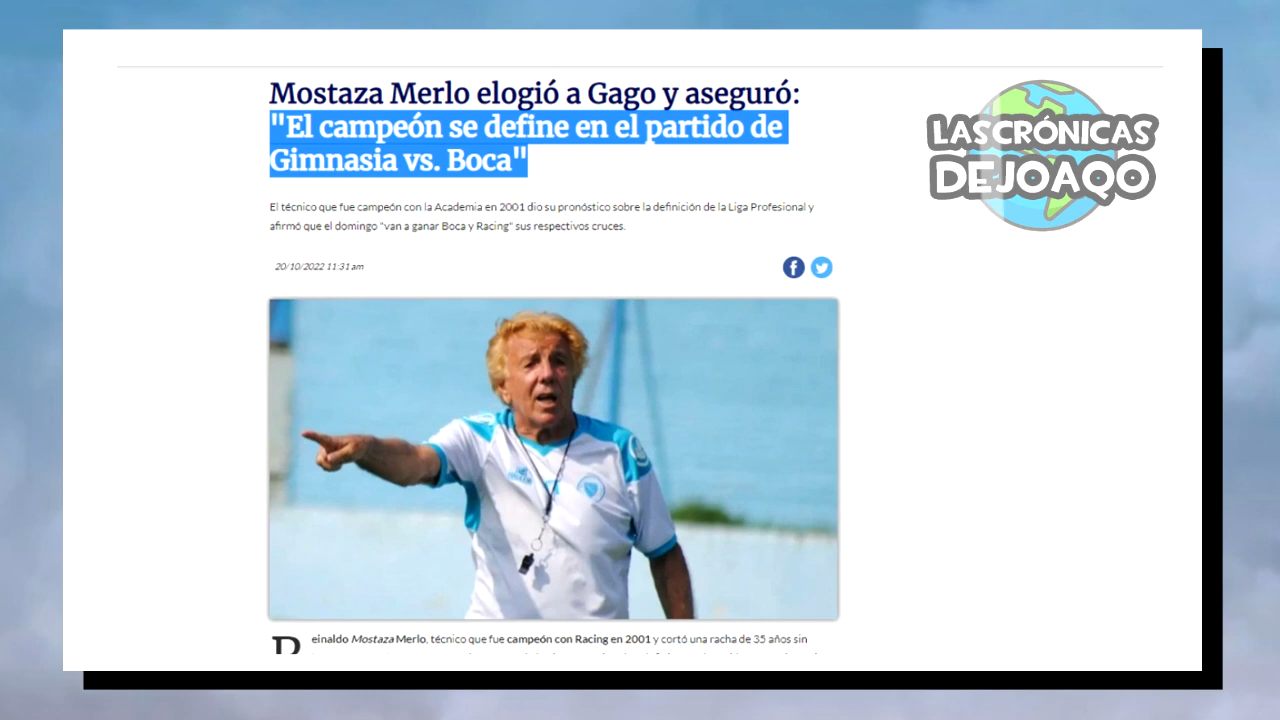 Mostaza Merlo elogió a Gago y aseguró:
"El campeón se define en el partido de
Gimnasia vs. Boca"
LAS CRÓNICAS
DE JOAQO
El técnico que fue campeón con la Academia en 2001 dio su pronóstico sobre la definición de la Liga Profesional y
afirmó que el domingo "van a ganar Boca y Racing" sus respectivos cruces.
20/10/2022 11:31 am
Reinaldo Mostaza Merlo, técnico que fue campeón con Racing en 2001 y cortó una racha de 35 años sin